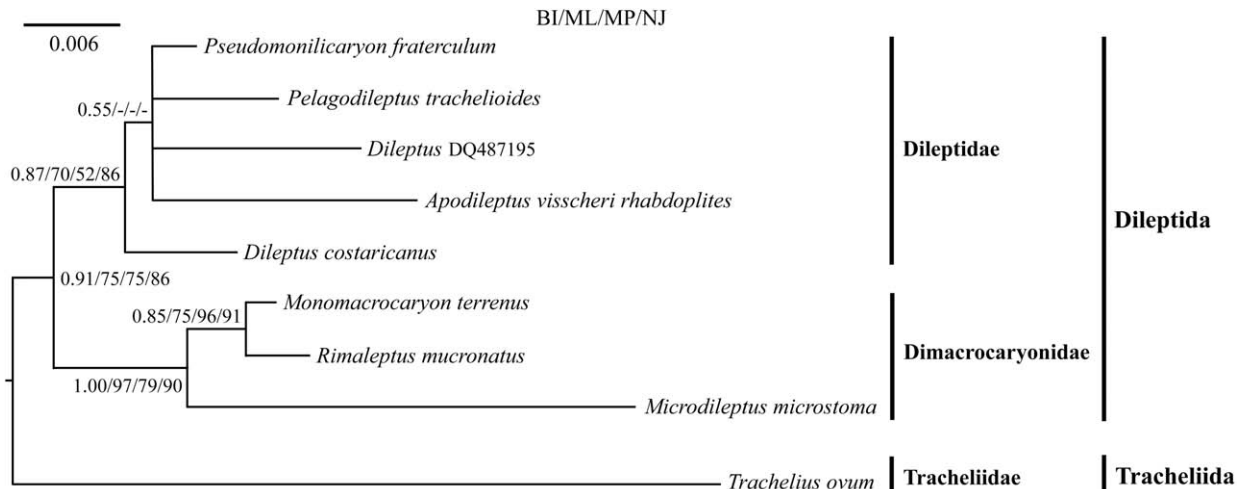 BI/ML/MP/NJ
0.006
Pseudomonilicaryon fraterculum
Pelagodileptus trachelioides
0.55/-/-/-
Dileptus DQ487195
Dileptidae
0.87/70/52/86
Apodileptus visscheri rhabdoplites
Dileptida
Dileptus costaricanus
0.91/75/75/86
Monomacrocaryon terrenus
0.85/75/96/91
Rimaleptus mucronatus
Dimacrocaryonidae
1.00/97/79/90
Microdileptus microstoma
Trachelius ovum
Tracheliidae
Tracheliida